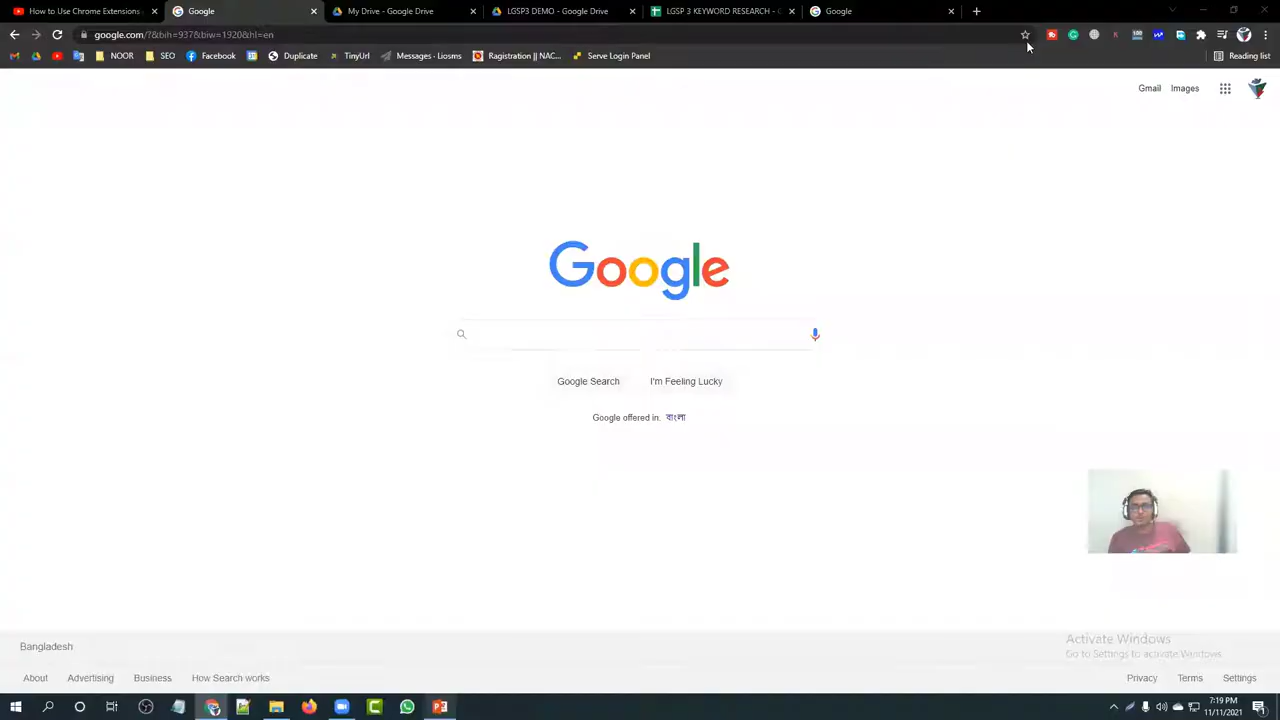 How to Use Chrome Extensions
Google
My Drive - Google Drive
LGSP3 DEMO - Google Drive
LGSP 3 KEYWORD RESEARCH - G
Google
google.com/?&bih=937&biw=1920&hl=en
NOOR
SEO
Facebook
Duplicate
TinyUrl
Messages - Liosms
Ragistration || NAC...
Serve Login Panel
Reading list
Gmail
Images
Google
Google Search
I'm Feeling Lucky
Google offered in: বাংলা
Bangladesh
Activate Windows
Go to Settings to activate Windows.
About
Advertising
Business
How Search works
Privacy
Terms
Settings
7:19 PM
11/11/2021